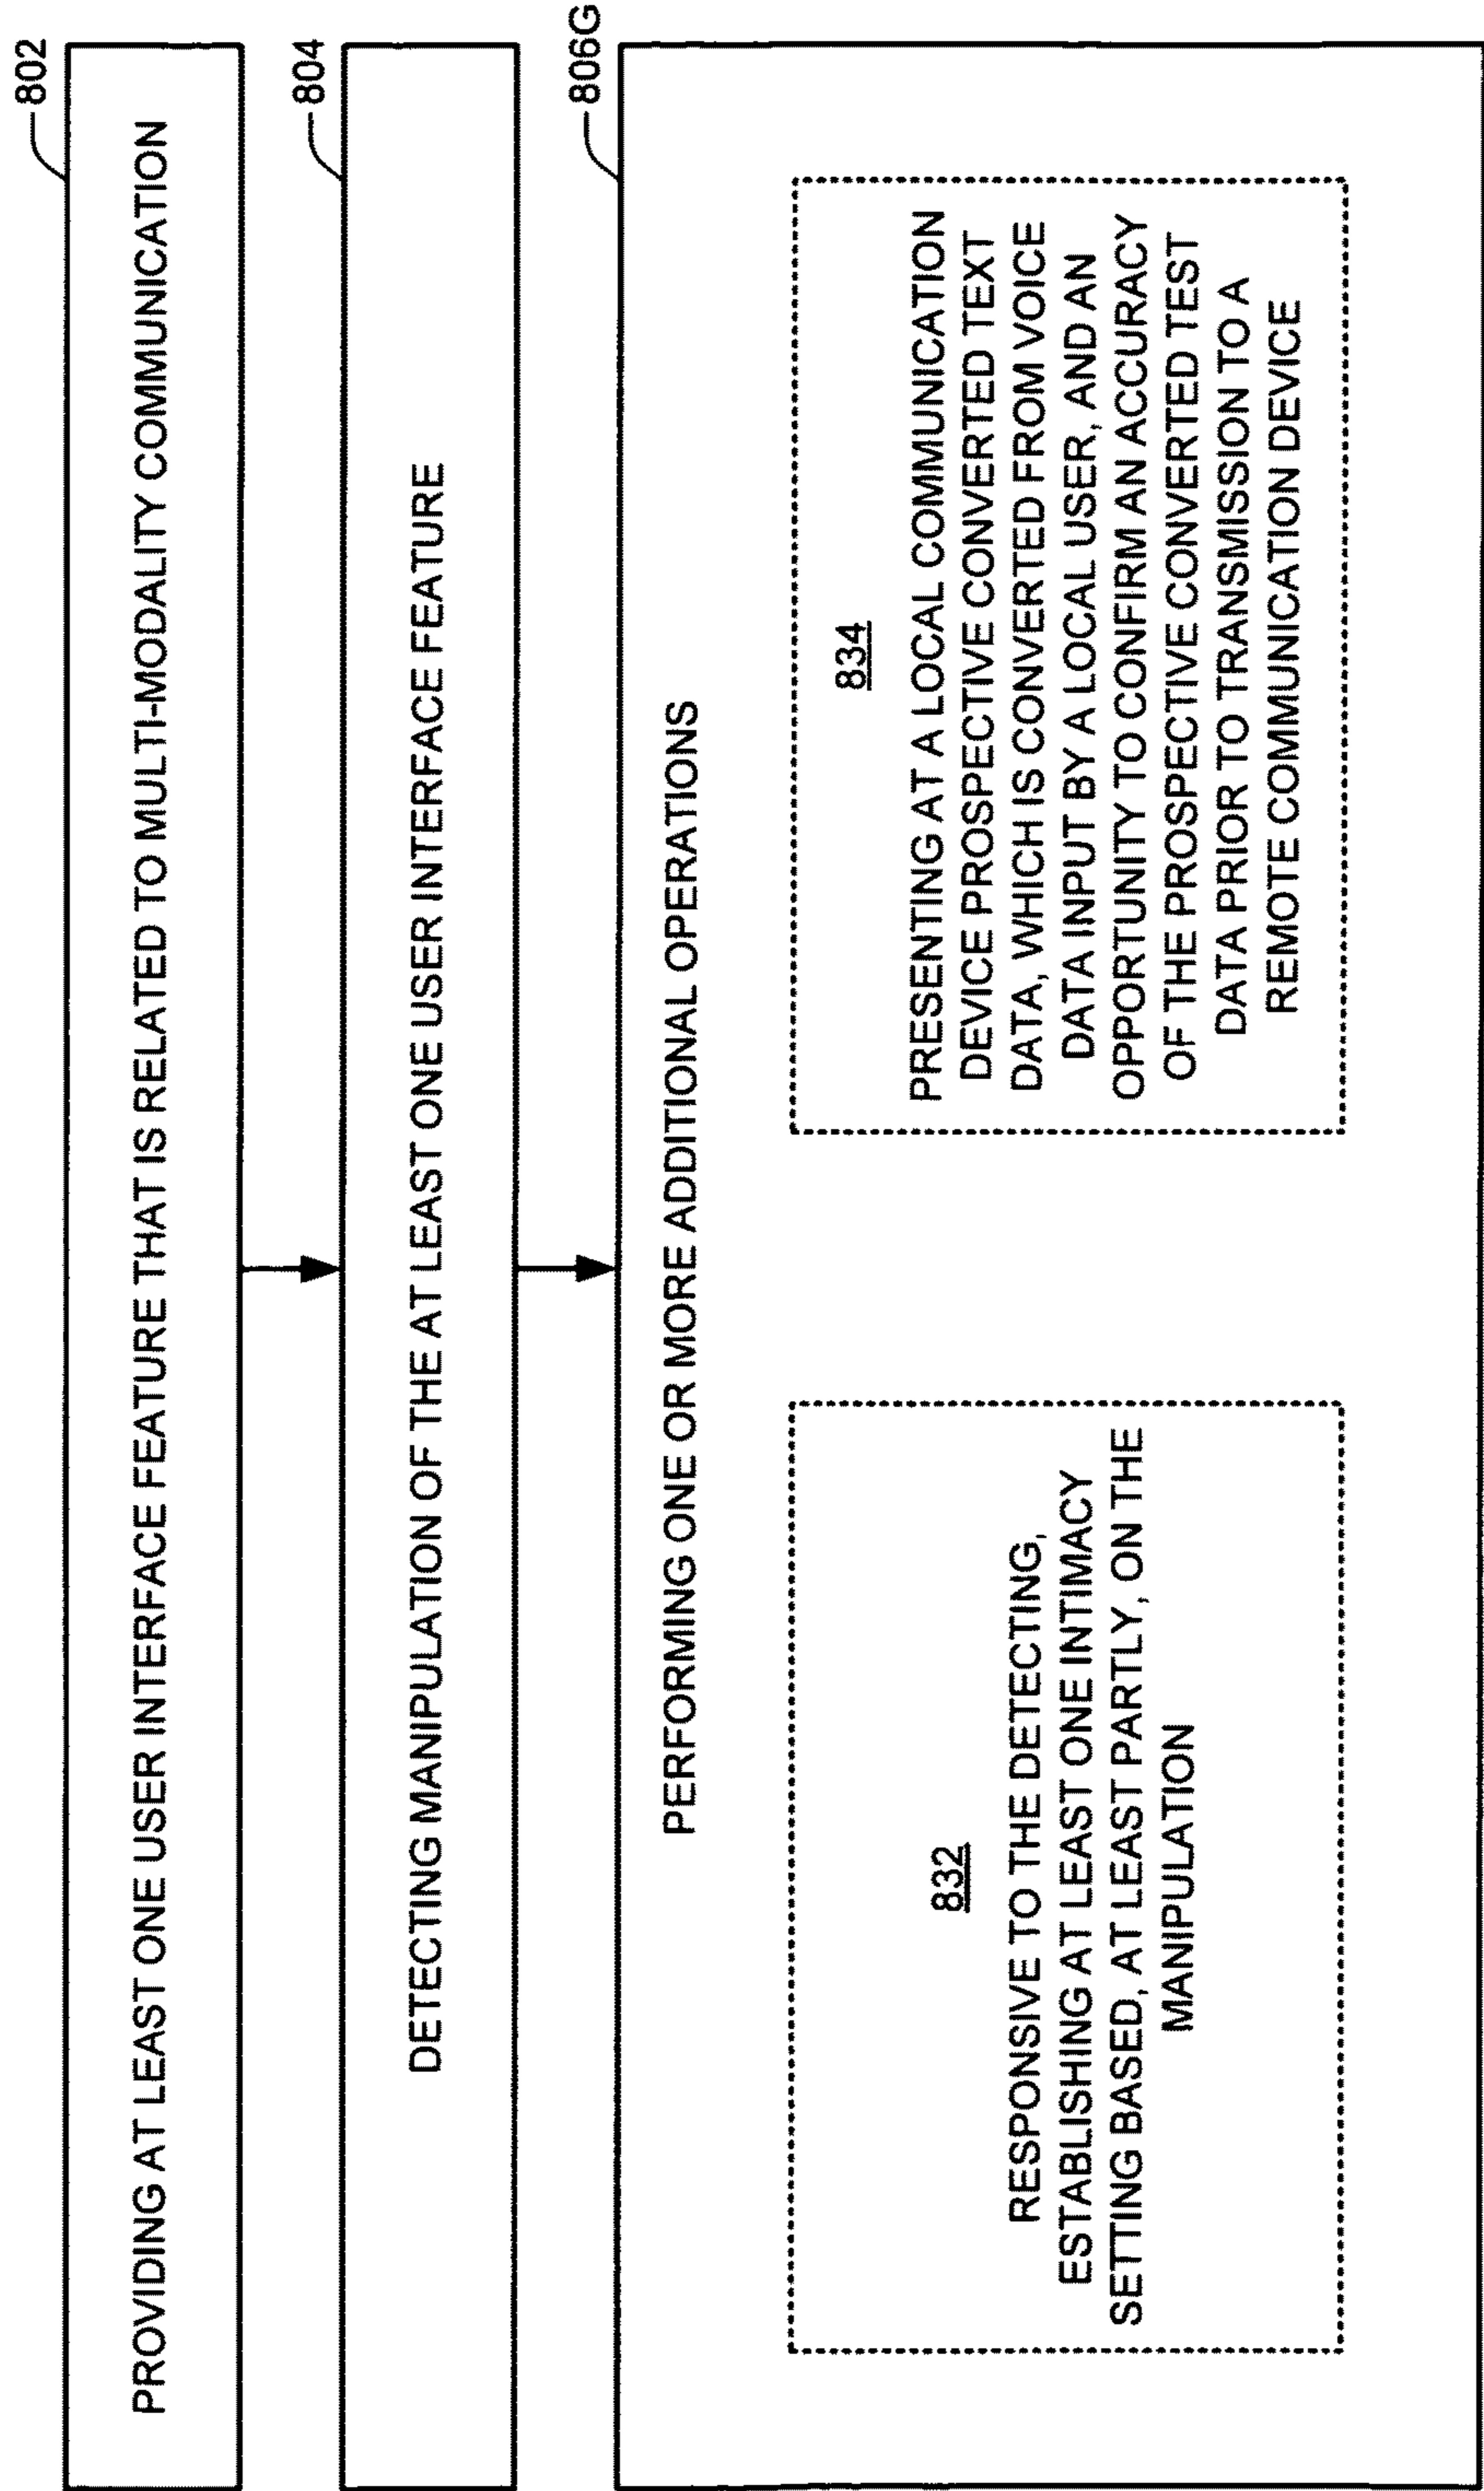 802
PROVIDING AT LEAST ONE USER INTERFACE FEATURE THAT IS RELATED TO MULTI-MODALITY COMMUNICATION
804
DETECTING MANIPULATION OF THE AT LEAST ONE USER INTERFACE FEATURE
806G
PERFORMING ONE OR MORE ADDITIONAL OPERATIONS
832
RESPONSIVE TO THE DETECTING,
ESTABLISHING AT LEAST ONE INTIMACY
SETTING BASED, AT LEAST PARTLY, ON THE
MANIPULATION
834
PRESENTING AT A LOCAL COMMUNICATION
DEVICE PROSPECTIVE CONVERTED TEXT
DATA, WHICH IS CONVERTED FROM VOICE
DATA INPUT BY A LOCAL USER, AND AN
OPPORTUNITY TO CONFIRM AN ACCURACY
OF THE PROSPECTIVE CONVERTED TEST
DATA PRIOR TO TRANSMISSION TO A
REMOTE COMMUNICATION DEVICE